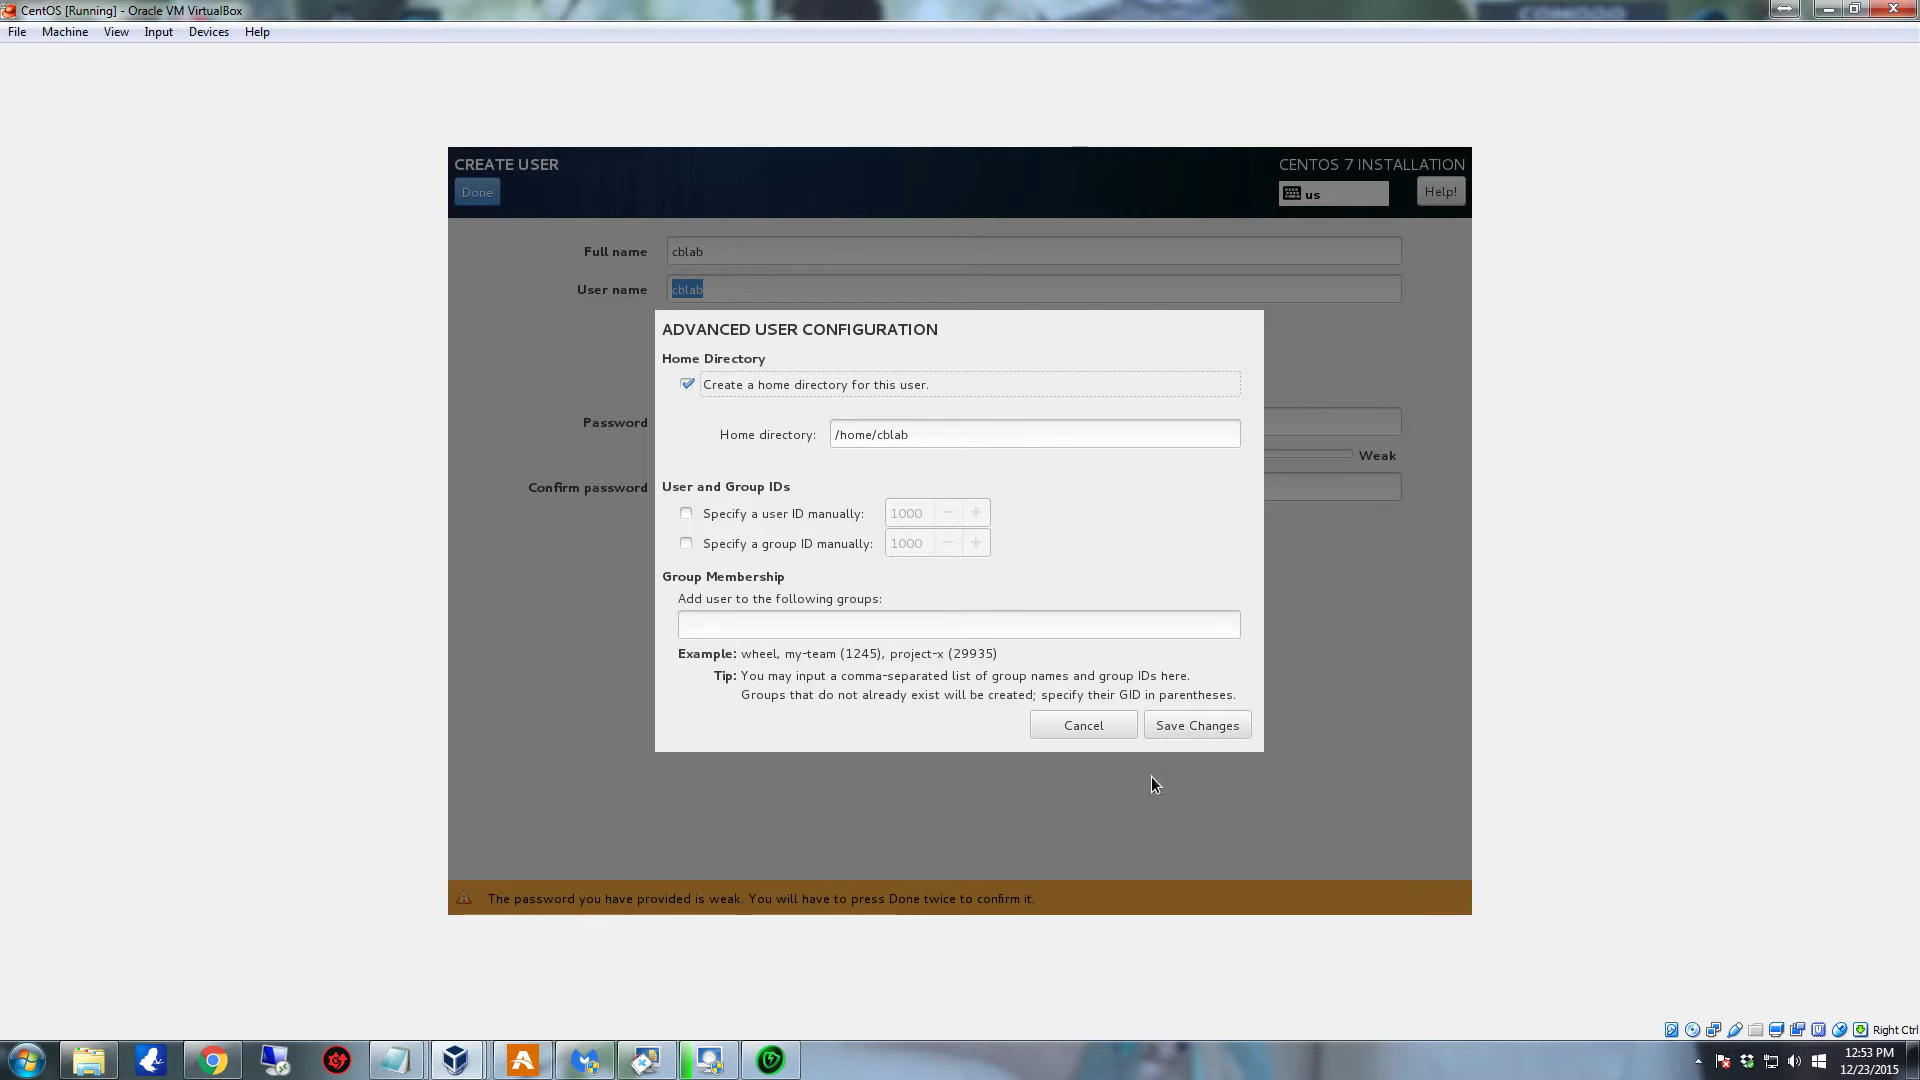 CentOS [Running] - Oracle VM VirtualBox
File Machine View Input Devices Help
CREATE USER
CENTOS 7 INSTALLATION
Done
us
Help!
Full name
cblab
User name
cblab
ADVANCED USER CONFIGURATION
Home Directory
Create a home directory for this user.
Password
Home directory:
/home/cblab
Weak
User and Group IDs
Confirm password
Specify a user ID manually:
1000
Specify a group ID manually:
1000
Group Membership
Add user to the following groups:
Example: wheel, my-team (1245), project-x (29935)
Tip: You may input a comma-separated list of group names and group IDs here.
Groups that do not already exist will be created; specify their GID in parentheses.
Cancel
Save Changes
The password you have provided is weak. You will have to press Done twice to confirm it.
Right Ctrl
12:53 PM
12/23/2015